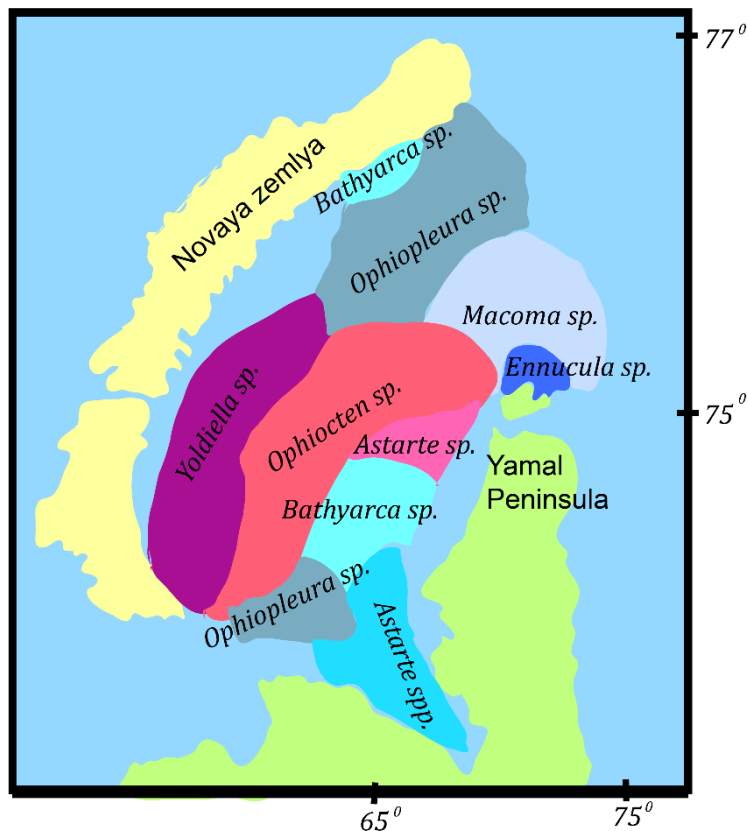 77⁰
Bathyarca sp.
Novaya zemlya
Ophiopleura sp.
Macoma sp.
Ennucula sp.
Yoldiella sp.
Ophiocten sp.
75⁰
Astarte sp.
Yamal
Peninsula
Bathyarca sp.
Ophiopleura sp.
Astarte spp.
65⁰
75⁰